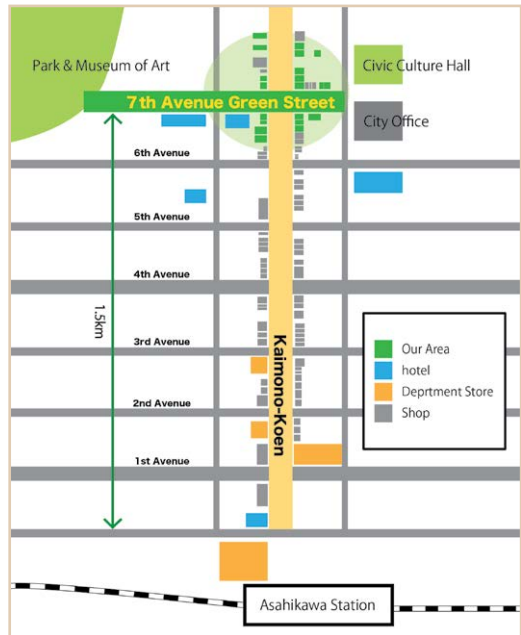 Park & Museum of Art
Civic Culture Hall
7th Avenue Green Street
City Office
6th Avenue
5th Avenue
4th Avenue
1.5km
3rd Avenue
Kaimono-Koen
2nd Avenue
1st Avenue
Our Area
hotel
Deprtment Store
Shop
Asahikawa Station